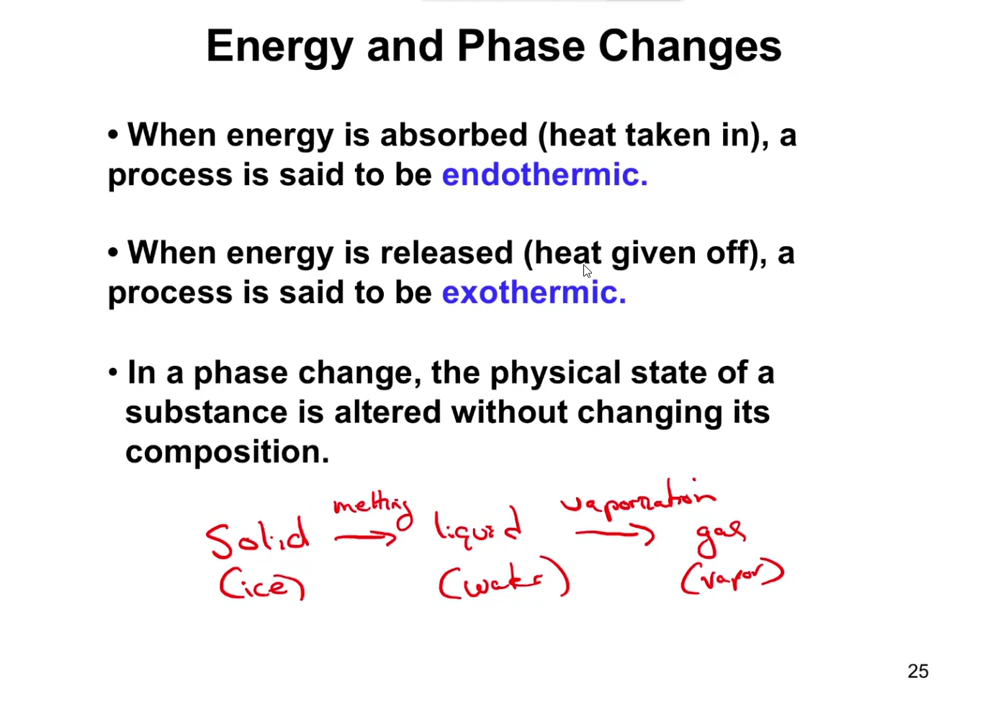 Energy and Phase Changes
• When energy is absorbed (heat taken in), a
process is said to be endothermic.
• When energy is released (heat given off), a
process is said to be exothermic.
• In a phase change, the physical state of a
substance is altered without changing its
composition.
melting vaporization
Solid → liquid → gas
(ice) (water) (vapor)
25